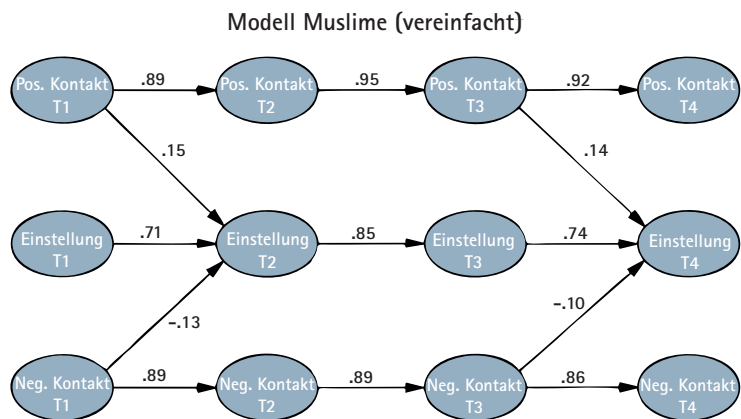 Modell Muslime (vereinfacht)
Pos. Kontakt
T1
.89
Pos. Kontakt
T2
.95
Pos. Kontakt
T3
.92
Pos. Kontakt
T4
.15
.14
Einstellung
T1
.71
Einstellung
T2
.85
Einstellung
T3
.74
Einstellung
T4
-.13
-.10
Neg. Kontakt
T1
.89
Neg. Kontakt
T2
.89
Neg. Kontakt
T3
.86
Neg. Kontakt
T4